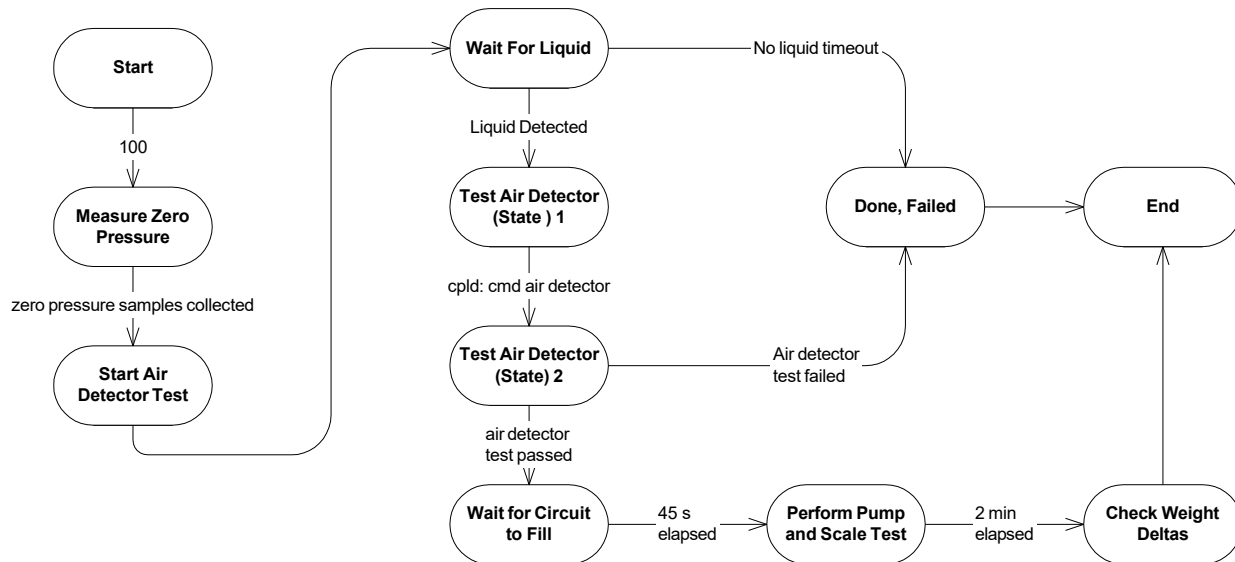 Start
100
Measure Zero
Pressure
zero pressure samples collected
Start Air
Detector Test
Wait For Liquid
No liquid timeout
Liquid Detected
Test Air Detector
(State ) 1
cpld: cmd air detector
Test Air Detector
(State) 2
Air detector
test failed
Done, Failed
End
air detector
test passed
Wait for Circuit
to Fill
45 s
elapsed
Perform Pump
and Scale Test
2 min
elapsed
Check Weight
Deltas